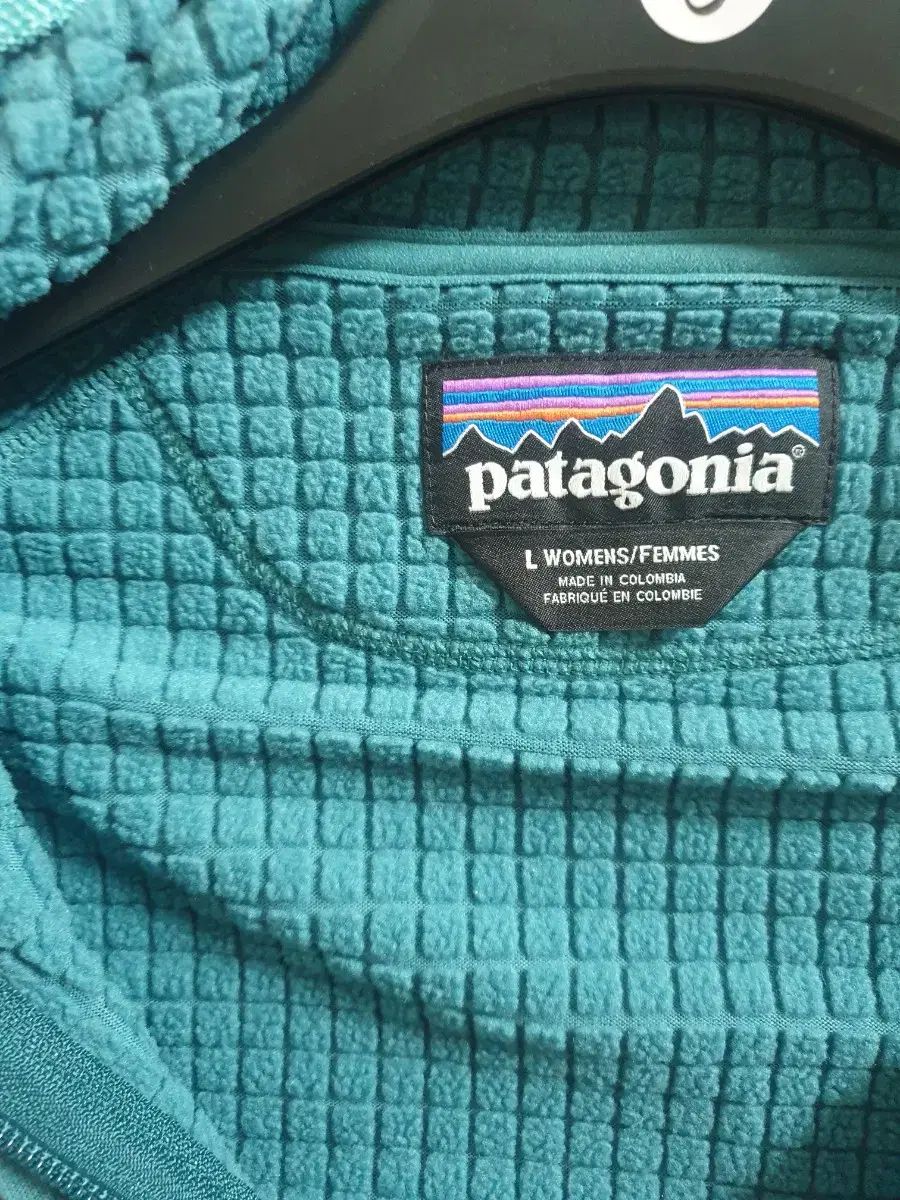 patagonia®
L WOMENS/FEMMES
MADE IN COLOMBIA
FABRIQUÉ EN COLOMBIE